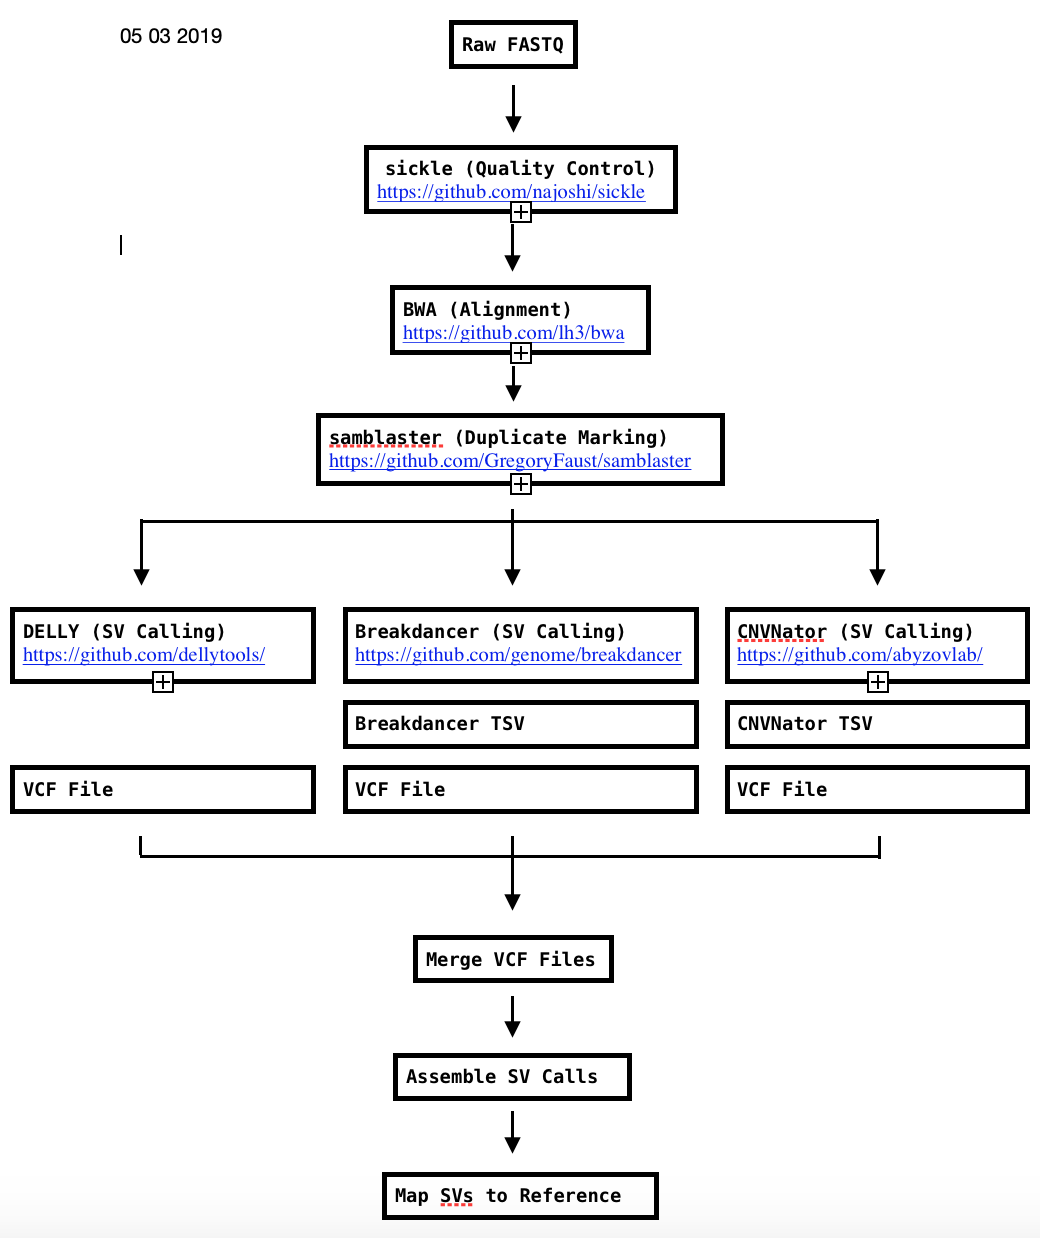 05 03 2019
Raw FASTQ
sickle (Quality Control)
https://github.com/najoshi/sickle
BWA (Alignment)
https://github.com/lh3/bwa
samblaster (Duplicate Marking)
https://github.com/GregoryFaust/samblaster
DELLY (SV Calling)
https://github.com/dellytools/
Breakdancer (SV Calling)
https://github.com/genome/breakdancer
CNVNator (SV Calling)
https://github.com/abyzovlab/
Breakdancer TSV
CNVNator TSV
VCF File
VCF File
VCF File
Merge VCF Files
Assemble SV Calls
Map SVs to Reference